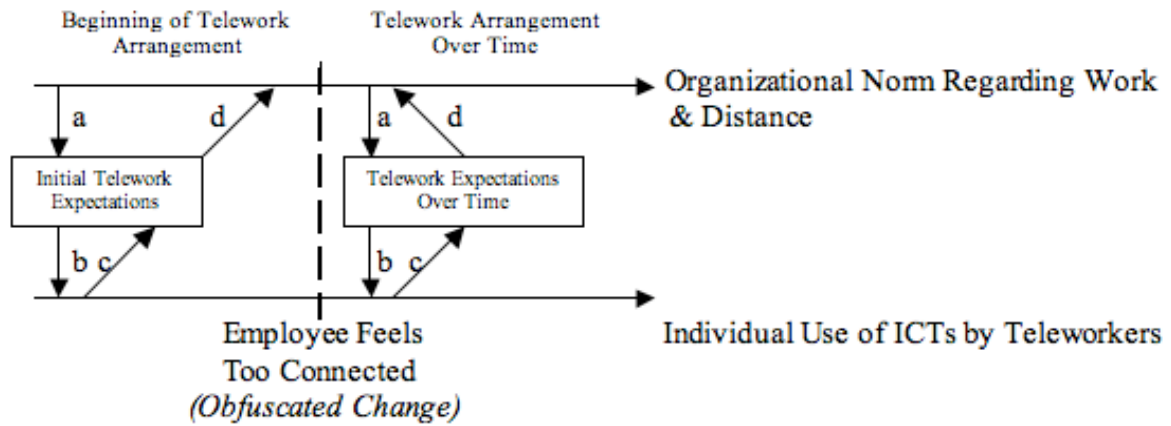 Beginning of Telework
Arrangement
Telework Arrangement
Over Time
Organizational Norm Regarding Work
& Distance
a
d
a
d
Initial Telework
Expectations
Telework Expectations
Over Time
b c
b c
Employee Feels
Too Connected
(Obfuscated Change)
Individual Use of ICTs by Teleworkers